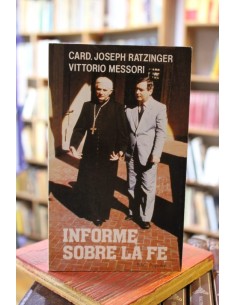 CARD. JOSEPH RATZINGER
VITTORIO MESSORI
INFORME
SOBRE LA FE